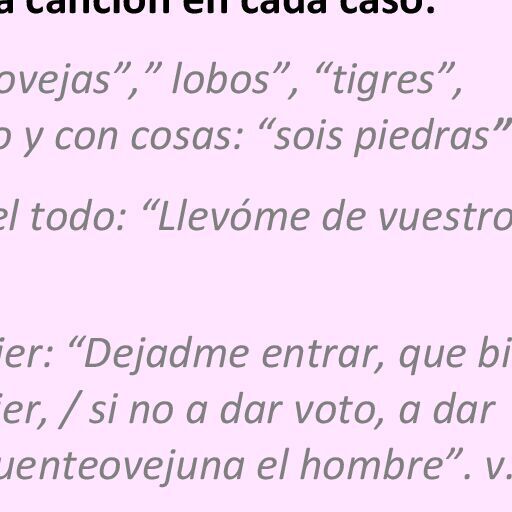 a canción en cada caso:
ovejas”,” lobos”, “tigres”,
o y con cosas: “sois piedras”
el todo: “Llevóme de vuestro
ier: “Dejadme entrar, que bi
ier, / si no a dar voto, a dar
uenteovejuna el hombre”. v.